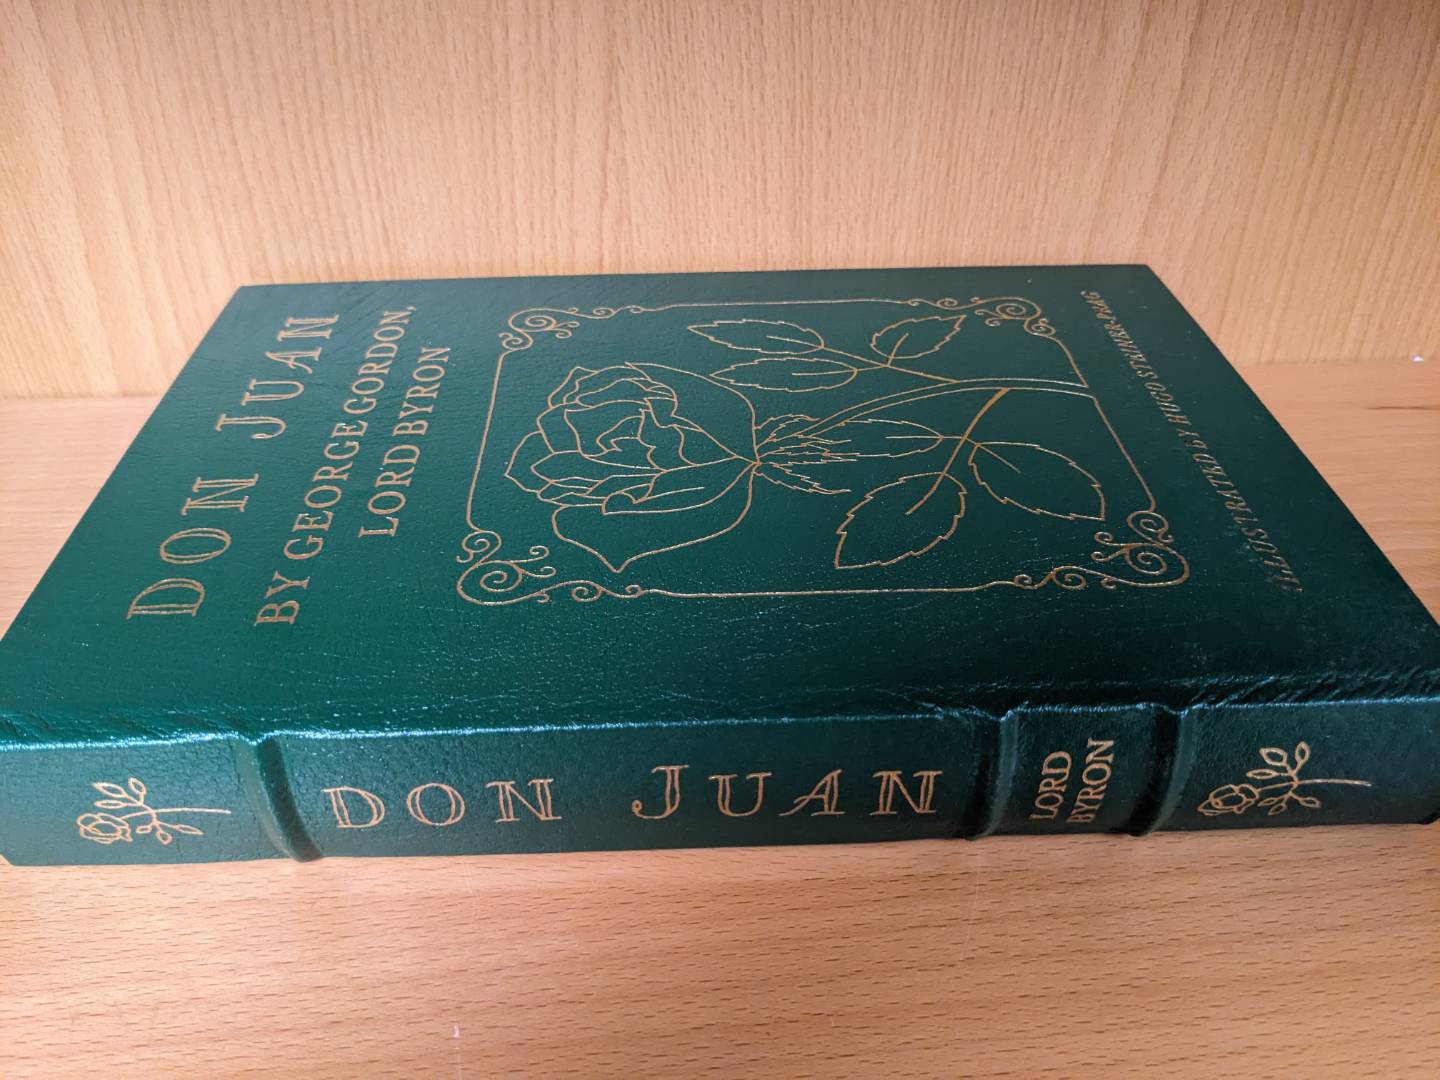 DON JUAN
BY GEORGE GORDON,
LORD BYRON
ILLUSTRATED BY HUGO STEINER-PRAG
DON JUAN
LORD
BYRON